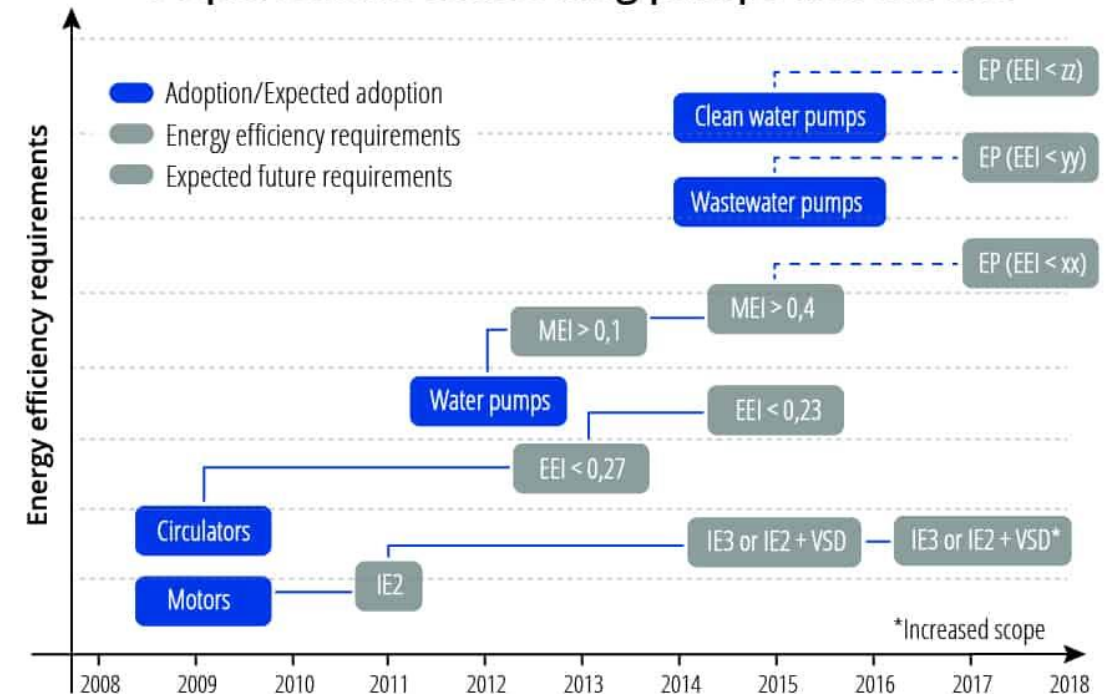 Adoption/Expected adoption
Energy efficiency requirements
Expected future requirements
Energy efficiency requirements
EP (EEI < zz)
Clean water pumps
EP (EEI < yy)
Wastewater pumps
EP (EEI < xx)
MEI > 0,4
MEI > 0,1
Water pumps
EEI < 0,23
EEI < 0,27
Circulators
IE3 or IE2 + VSD
IE3 or IE2 + VSD*
IE2
Motors
*Increased scope
2008 2009 2010 2011 2012 2013 2014 2015 2016 2017 2018